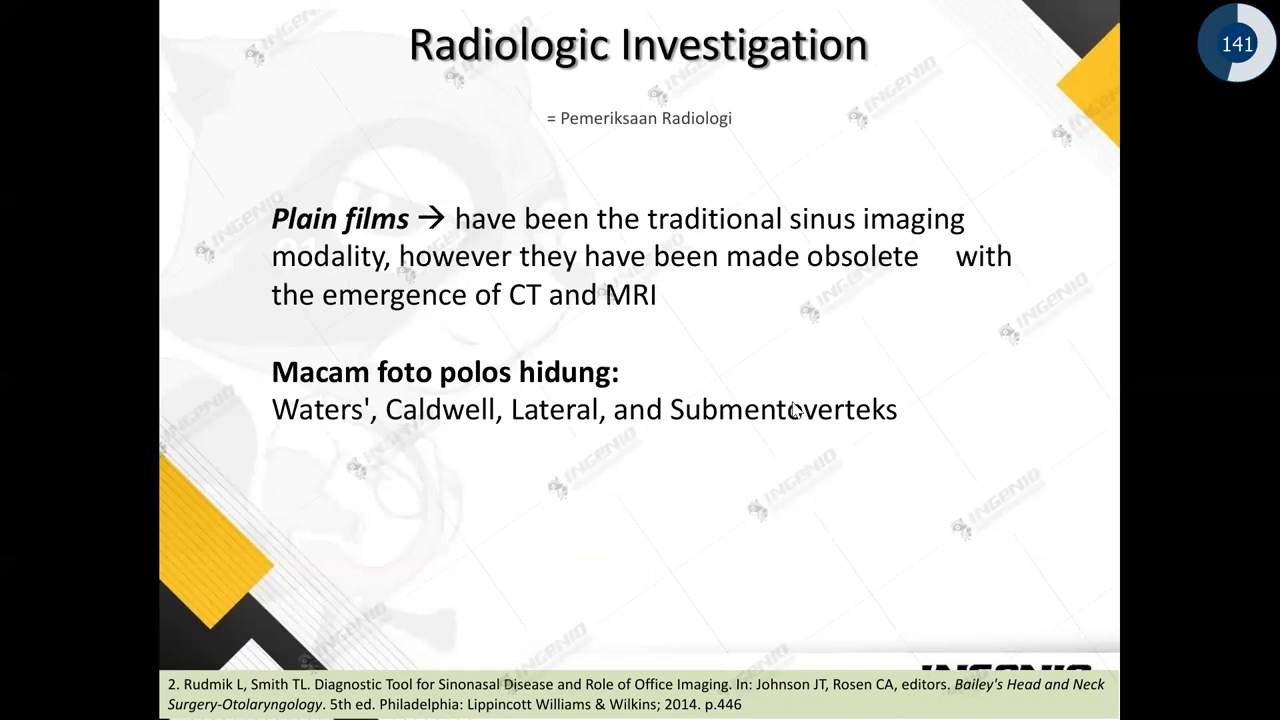 Radiologic Investigation
141
= Pemeriksaan Radiologi
Plain films → have been the traditional sinus imaging
modality, however they have been made obsolete with
the emergence of CT and MRI
Macam foto polos hidung:
Waters', Caldwell, Lateral, and Submentoverteks
INGENIO
2. Rudmik L, Smith TL. Diagnostic Tool for Sinonasal Disease and Role of Office Imaging. In: Johnson JT, Rosen CA, editors. Bailey's Head and Neck
Surgery-Otolaryngology. 5th ed. Philadelphia: Lippincott Williams & Wilkins; 2014. p.446